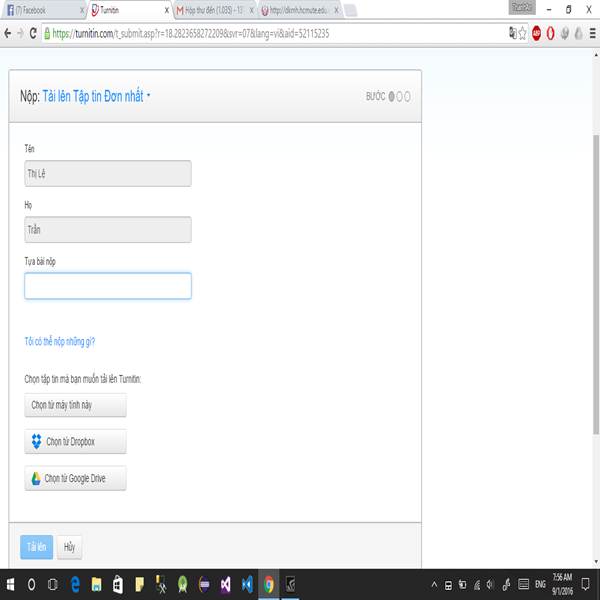 (7) Facebook
Turnitin
Hộp thư đến (1.035) - 13
http://dkmh.hcmute.edu.
ThanhAn
https://turnitin.com/t_submit.asp?r=18.2823658272209&svr=07&lang=vi&aid=52115235
ABP
Nộp: Tải lên Tập tin Đơn nhất
BƯỚC
Tên
Thị Lệ
Họ
Trần
Tựa bài nộp
Tôi có thể nộp những gì?
Chọn tập tin mà bạn muốn tải lên Turnitin:
Chọn từ máy tính này
Chọn từ Dropbox
Chọn từ Google Drive
Tải lên
Hủy
ENG
7:56 AM
9/1/2016